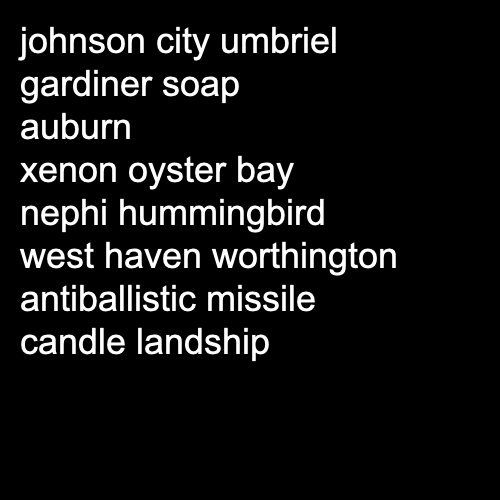 johnson city umbriel
gardiner soap
auburn
xenon oyster bay
nephi hummingbird
west haven worthington
antiballistic missile
candle landship